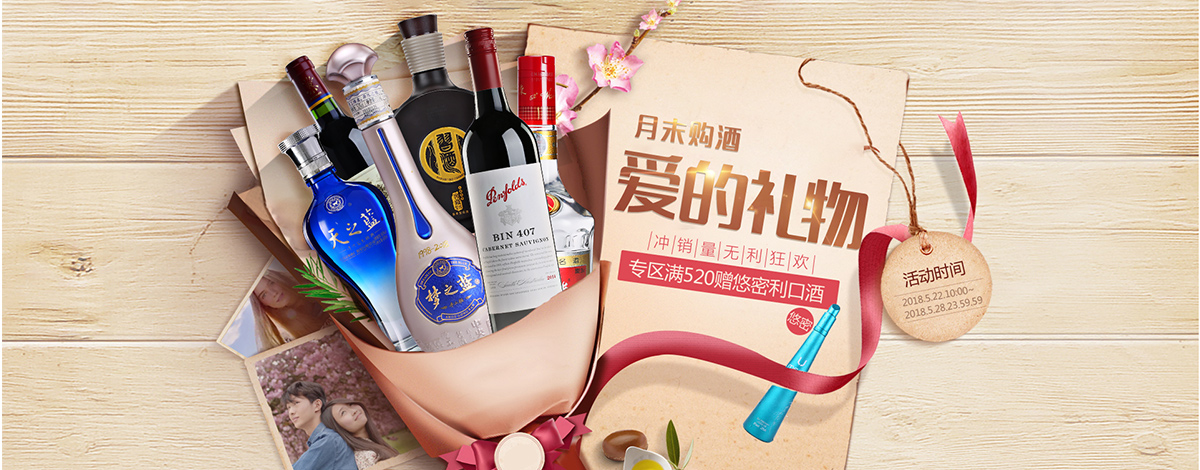 月末购酒
爱的礼物
冲销量无利狂欢
专区满520赠悠密利口酒
悠密
活动时间
2018.5.22.10:00~
2018.5.28.23.59.59
天之蓝
梦之蓝
Penfolds
BIN 407
CABERNET SAUVIGNON